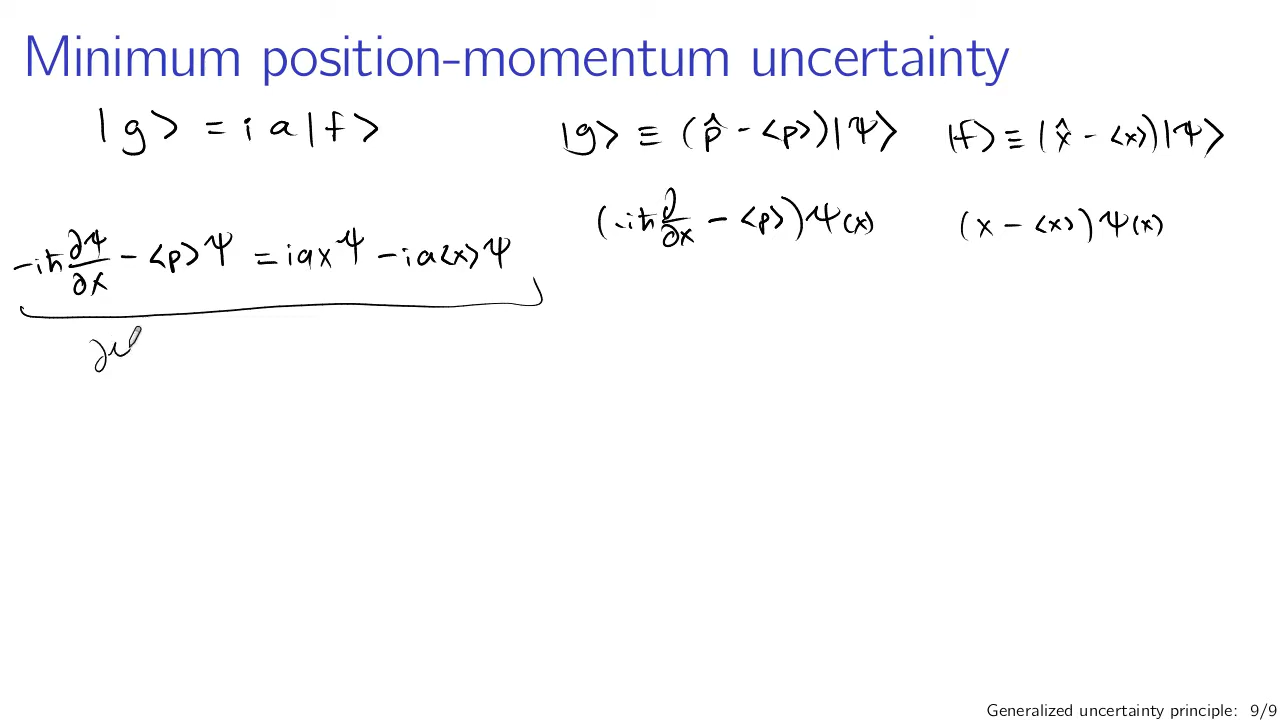 Minimum position-momentum uncertainty
|g> = i a |f>
|g> ≡ (p̂ - <p>)|Ψ>
|f> ≡ (x̂ - <x>)|Ψ>
(-iħ ∂/∂x - <p>)Ψ(x)
(x - <x>)Ψ(x)
-iħ ∂Ψ/∂x - <p>Ψ = iaxΨ - ia<x>Ψ
Generalized uncertainty principle: 9/9